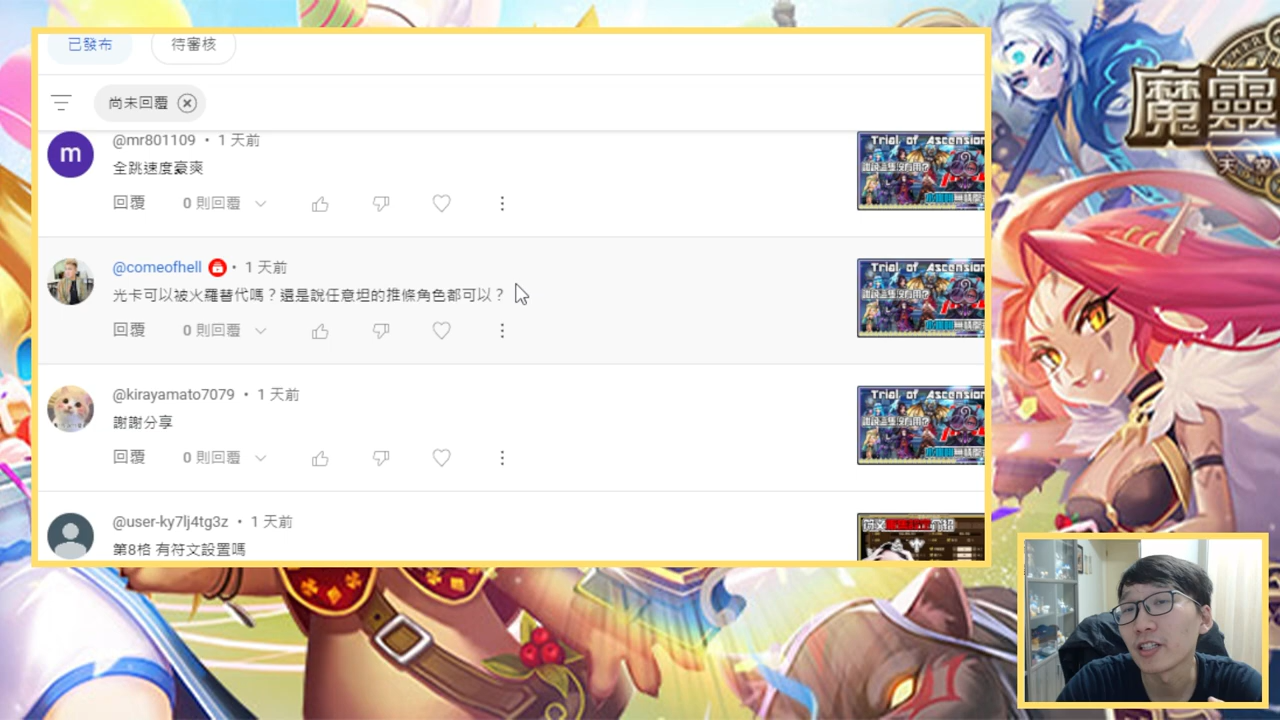 已發布
待審核
尚未回覆
@mr801109 • 1 天前
全跳速度豪爽
回覆
0 則回覆
Trial of Ascension
@comeofhell • 1 天前
光卡可以被火羅替代嗎？還是說任意坦的推條角色都可以？
回覆
0 則回覆
Trial of Ascension
@kirayamato7079 • 1 天前
謝謝分享
回覆
0 則回覆
Trial of Ascension
@user-ky7lj4tg3z • 1 天前
第8格 有符文設置嗎
魔靈
m